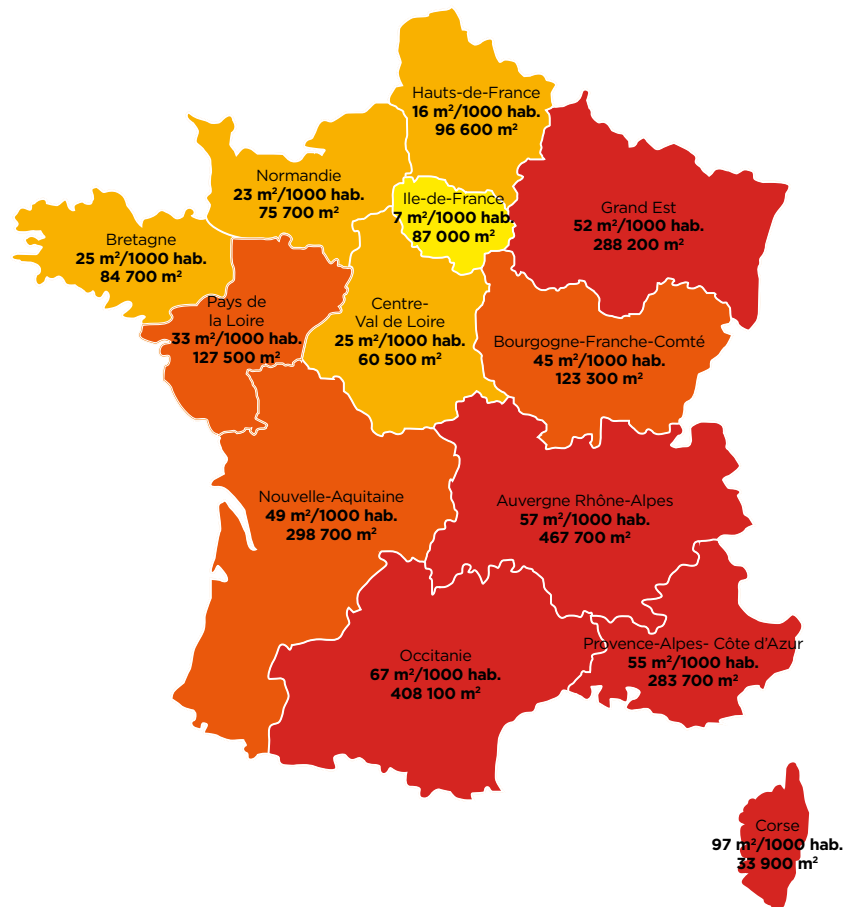 Hauts-de-France
16 m²/1000 hab.
96 600 m²
Normandie
23 m²/1000 hab.
75 700 m²
Ile-de-France
7 m²/1000 hab.
87 000 m²
Grand Est
52 m²/1000 hab.
288 200 m²
Bretagne
25 m²/1000 hab.
84 700 m²
Pays de
la Loire
33 m²/1000 hab.
127 500 m²
Centre-
Val de Loire
25 m²/1000 hab.
60 500 m²
Bourgogne-Franche-Comté
45 m²/1000 hab.
123 300 m²
Nouvelle-Aquitaine
49 m²/1000 hab.
298 700 m²
Auvergne Rhône-Alpes
57 m²/1000 hab.
467 700 m²
Occitanie
67 m²/1000 hab.
408 100 m²
Provence-Alpes- Côte d'Azur
55 m²/1000 hab.
283 700 m²
Corse
97 m²/1000 hab.
33 900 m²